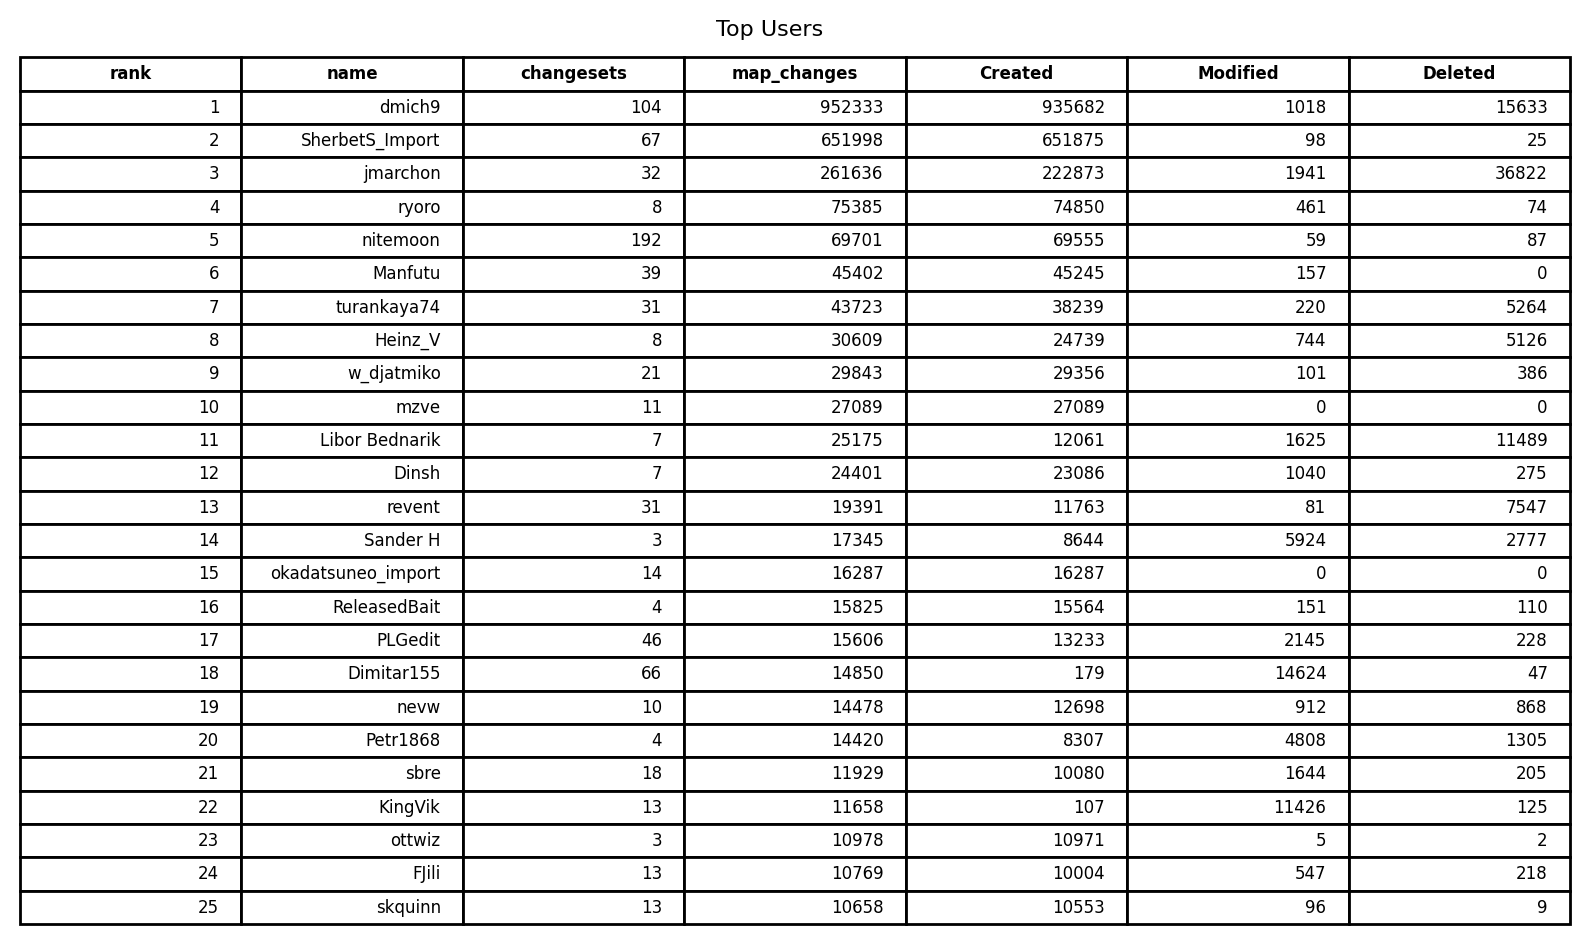 Top Users
rank name changesets map_changes Created Modified Deleted
1 dmich9 104 952333 935682 1018 15633
2 SherbetS_Import 67 651998 651875 98 25
3 jmarchon 32 261636 222873 1941 36822
4 ryoro 8 75385 74850 461 74
5 nitemoon 192 69701 69555 59 87
6 Manfutu 39 45402 45245 157 0
7 turankaya74 31 43723 38239 220 5264
8 Heinz_V 8 30609 24739 744 5126
9 w_djatmiko 21 29843 29356 101 386
10 mzve 11 27089 27089 0 0
11 Libor Bednarik 7 25175 12061 1625 11489
12 Dinsh 7 24401 23086 1040 275
13 revent 31 19391 11763 81 7547
14 Sander H 3 17345 8644 5924 2777
15 okadatsuneo_import 14 16287 16287 0 0
16 ReleasedBait 4 15825 15564 151 110
17 PLGedit 46 15606 13233 2145 228
18 Dimitar155 66 14850 179 14624 47
19 nevw 10 14478 12698 912 868
20 Petr1868 4 14420 8307 4808 1305
21 sbre 18 11929 10080 1644 205
22 KingVik 13 11658 107 11426 125
23 ottwiz 3 10978 10971 5 2
24 FJili 13 10769 10004 547 218
25 skquinn 13 10658 10553 96 9